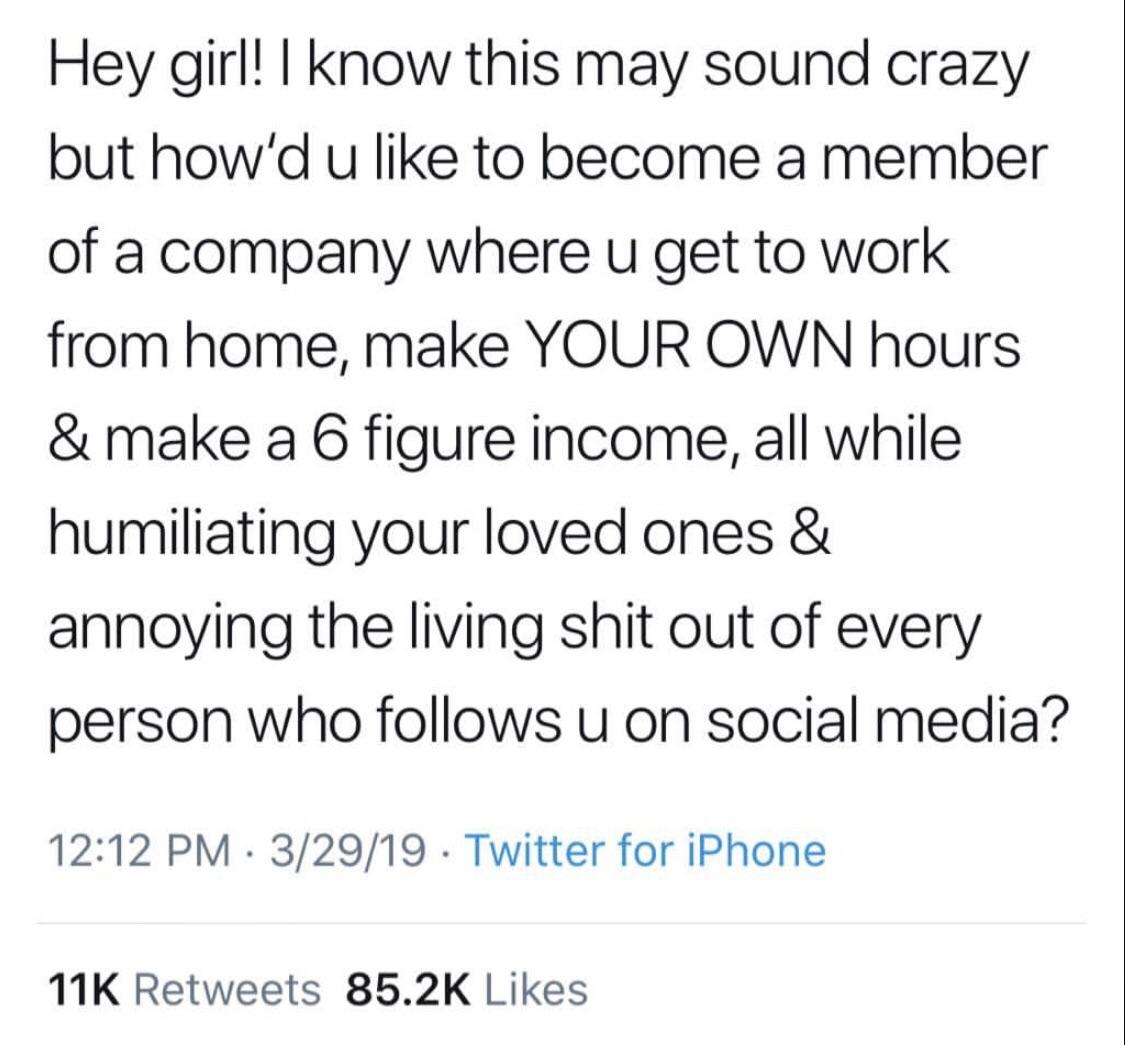 Hey girl! I know this may sound crazy
but how'd u like to become a member
of a company where u get to work
from home, make YOUR OWN hours
& make a 6 figure income, all while
humiliating your loved ones &
annoying the living shit out of every
person who follows u on social media?
12:12 PM · 3/29/19 · Twitter for iPhone
11K Retweets 85.2K Likes